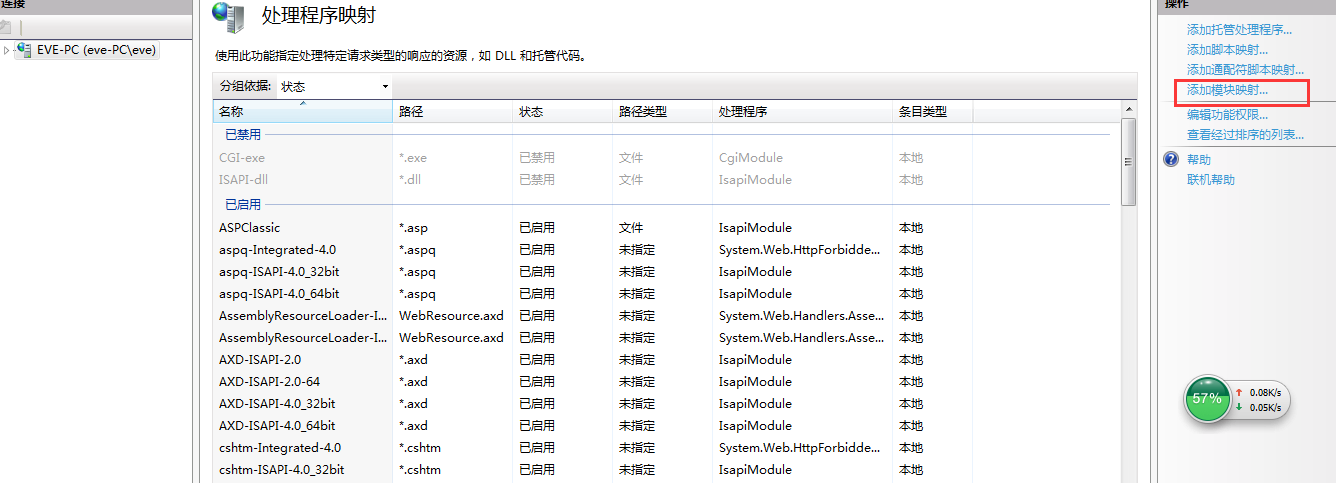 连接
EVE-PC (eve-PC\eve)
处理程序映射
使用此功能指定处理特定请求类型的响应的资源，如 DLL 和托管代码。
分组依据: 状态
名称 路径 状态 路径类型 处理程序 条目类型
已禁用
CGI-exe *.exe 已禁用 文件 CgiModule 本地
ISAPI-dll *.dll 已禁用 文件 IsapiModule 本地
已启用
ASPClassic *.asp 已启用 文件 IsapiModule 本地
aspq-Integrated-4.0 *.aspq 已启用 未指定 System.Web.HttpForbidde... 本地
aspq-ISAPI-4.0_32bit *.aspq 已启用 未指定 IsapiModule 本地
aspq-ISAPI-4.0_64bit *.aspq 已启用 未指定 IsapiModule 本地
AssemblyResourceLoader-I... WebResource.axd 已启用 未指定 System.Web.Handlers.Asse... 本地
AssemblyResourceLoader-I... WebResource.axd 已启用 未指定 System.Web.Handlers.Asse... 本地
AXD-ISAPI-2.0 *.axd 已启用 未指定 IsapiModule 本地
AXD-ISAPI-2.0-64 *.axd 已启用 未指定 IsapiModule 本地
AXD-ISAPI-4.0_32bit *.axd 已启用 未指定 IsapiModule 本地
AXD-ISAPI-4.0_64bit *.axd 已启用 未指定 IsapiModule 本地
cshtm-Integrated-4.0 *.cshtm 已启用 未指定 System.Web.HttpForbidde... 本地
cshtm-ISAPI-4.0_32bit *.cshtm 已启用 未指定 IsapiModule 本地
操作
添加托管处理程序...
添加脚本映射...
添加通配符脚本映射...
添加模块映射...
编辑功能权限...
查看经过排序的列表...
帮助
联机帮助
57%
0.08K/s
0.05K/s